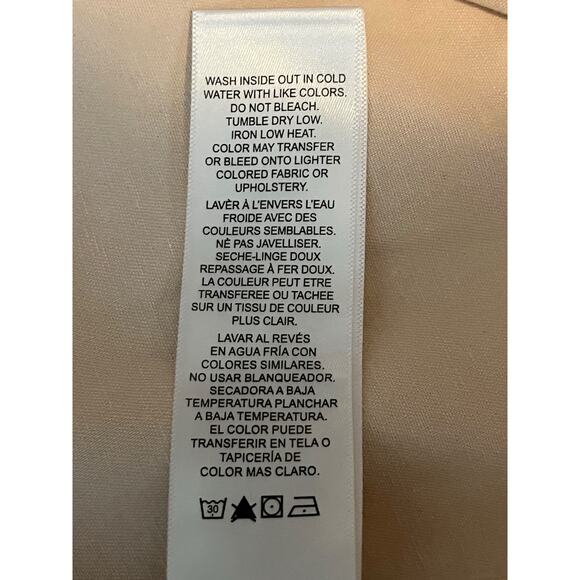 WASH INSIDE OUT IN COLD
WATER WITH LIKE COLORS.
DO NOT BLEACH.
TUMBLE DRY LOW.
IRON LOW HEAT.
COLOR MAY TRANSFER
OR BLEED ONTO LIGHTER
COLORED FABRIC OR
UPHOLSTERY.
LAVÈR À L'ENVERS L'EAU
FROIDE AVEC DES
COULEURS SEMBLABLES.
NÈ PAS JAVELLISER.
SECHE-LINGE DOUX
REPASSAGE À FER DOUX.
LA COULEUR PEUT ETRE
TRANSFEREE OU TACHEE
SUR UN TISSU DE COULEUR
PLUS CLAIR.
LAVAR AL REVÉS
EN AGUA FRÍA CON
COLORES SIMILARES.
NO USAR BLANQUEADOR.
SECADORA A BAJA
TEMPERATURA PLANCHAR
A BAJA TEMPERATURA.
EL COLOR PUEDE
TRANSFERIR EN TELA O
TAPICERÍA DE
COLOR MAS CLARO.
30